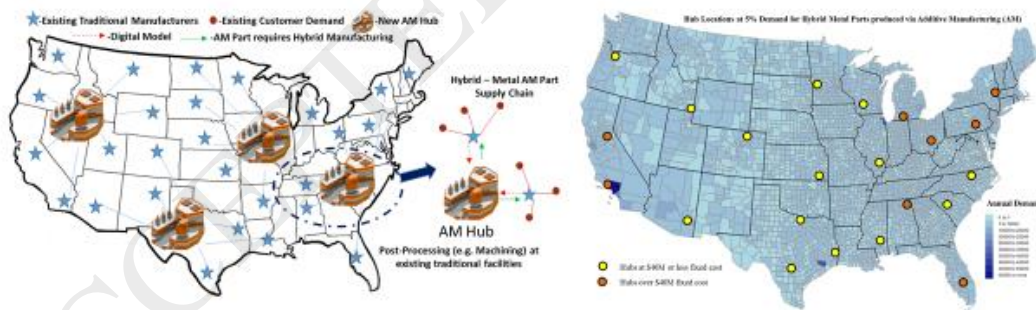 -Existing Traditional Manufacturers
-Existing Customer Demand
-New AM Hub
-Digital Model
-AM Part requires Hybrid Manufacturing
Hybrid – Metal AM Part
Supply Chain
AM Hub
Post-Processing (e.g. Machining) at
existing traditional facilities
Hub Locations at 5% Demand for Hybrid Metal Parts produced via Additive Manufacturing (AM)
Annual Deman
Hubs at $40M or less fixed cost
Hubs over $40M fixed cost